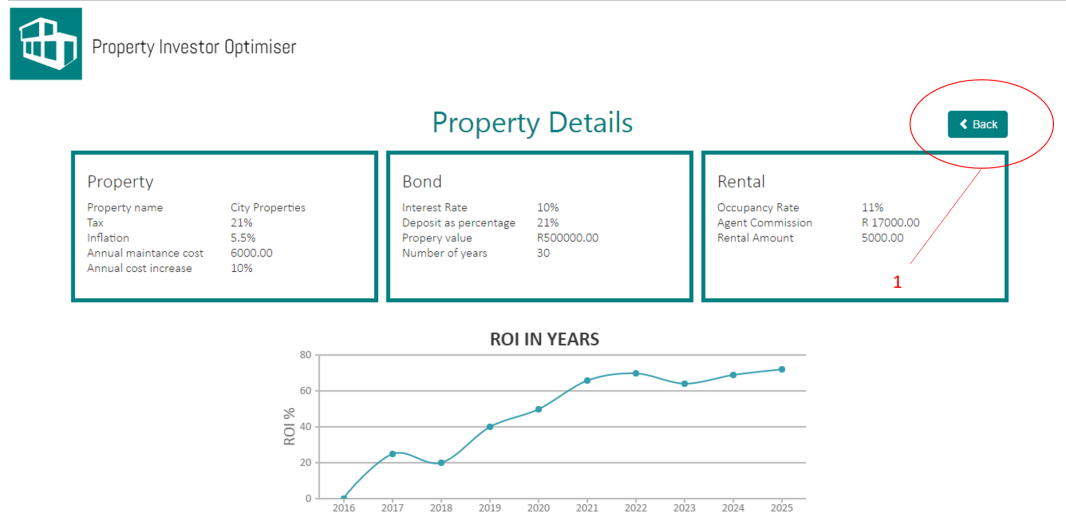 Property Investor Optimiser
Property Details
Back
Property
Property name City Properties
Tax 21%
Inflation 5.5%
Annual maintance cost 6000.00
Annual cost increase 10%
Bond
Interest Rate 10%
Deposit as percentage 21%
Propery value R500000.00
Number of years 30
Rental
Occupancy Rate 11%
Agent Commission R 17000.00
Rental Amount 5000.00
1
ROI IN YEARS
80
60
40
20
0
ROI %
2016 2017 2018 2019 2020 2021 2022 2023 2024 2025